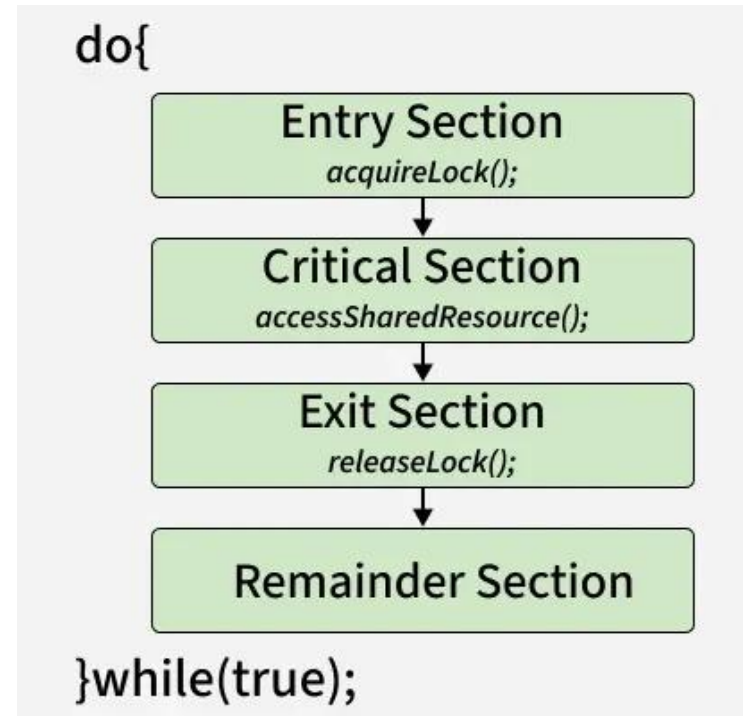 do{
Entry Section
acquireLock();
Critical Section
accessSharedResource();
Exit Section
releaseLock();
Remainder Section
}while(true);